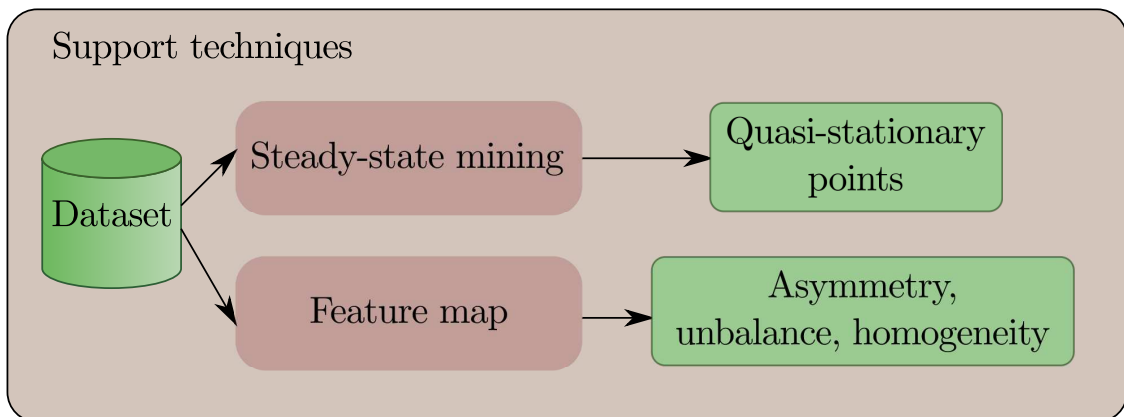 Support techniques
Dataset
Steady-state mining
Quasi-stationary
points
Feature map
Asymmetry,
unbalance, homogeneity